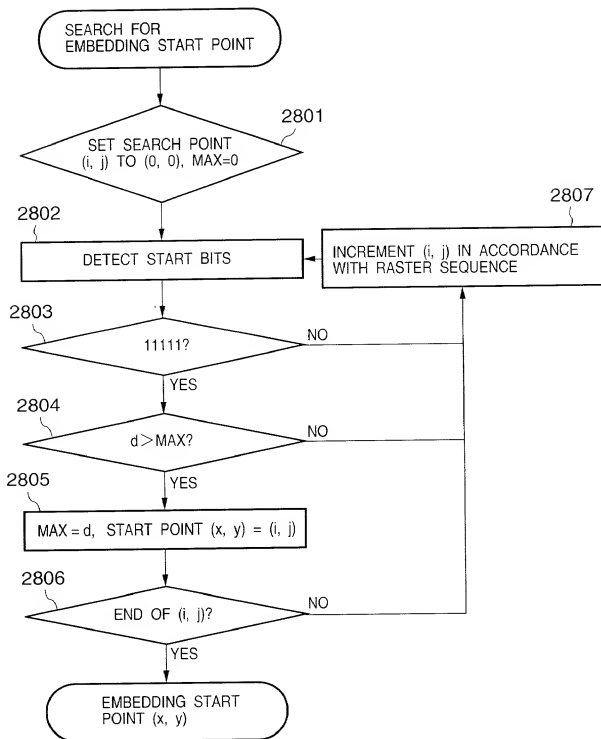 SEARCH FOR
EMBEDDING START POINT
2801
SET SEARCH POINT
(i, j) TO (0, 0), MAX=0
2802
DETECT START BITS
2807
INCREMENT (i, j) IN ACCORDANCE
WITH RASTER SEQUENCE
2803
11111?
NO
YES
2804
d>MAX?
NO
YES
2805
MAX = d, START POINT (x, y) = (i, j)
2806
END OF (i, j)?
NO
YES
EMBEDDING START
POINT (x, y)